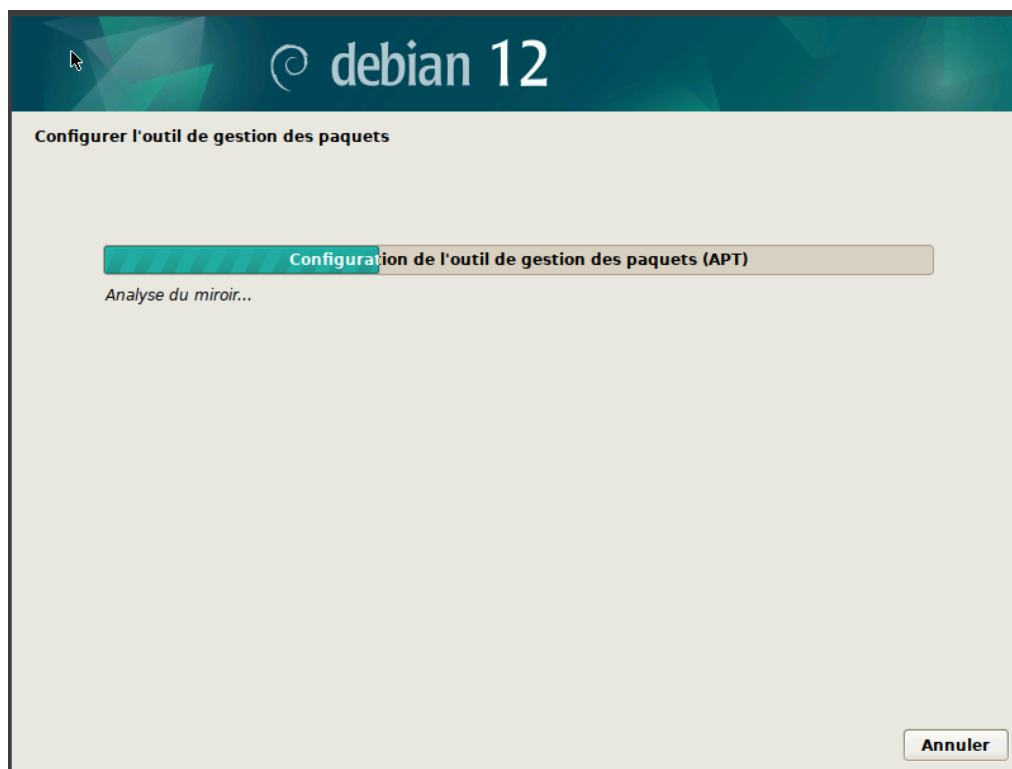 debian 12
Configurer l'outil de gestion des paquets
Configuration de l'outil de gestion des paquets (APT)
Analyse du miroir...
Annuler